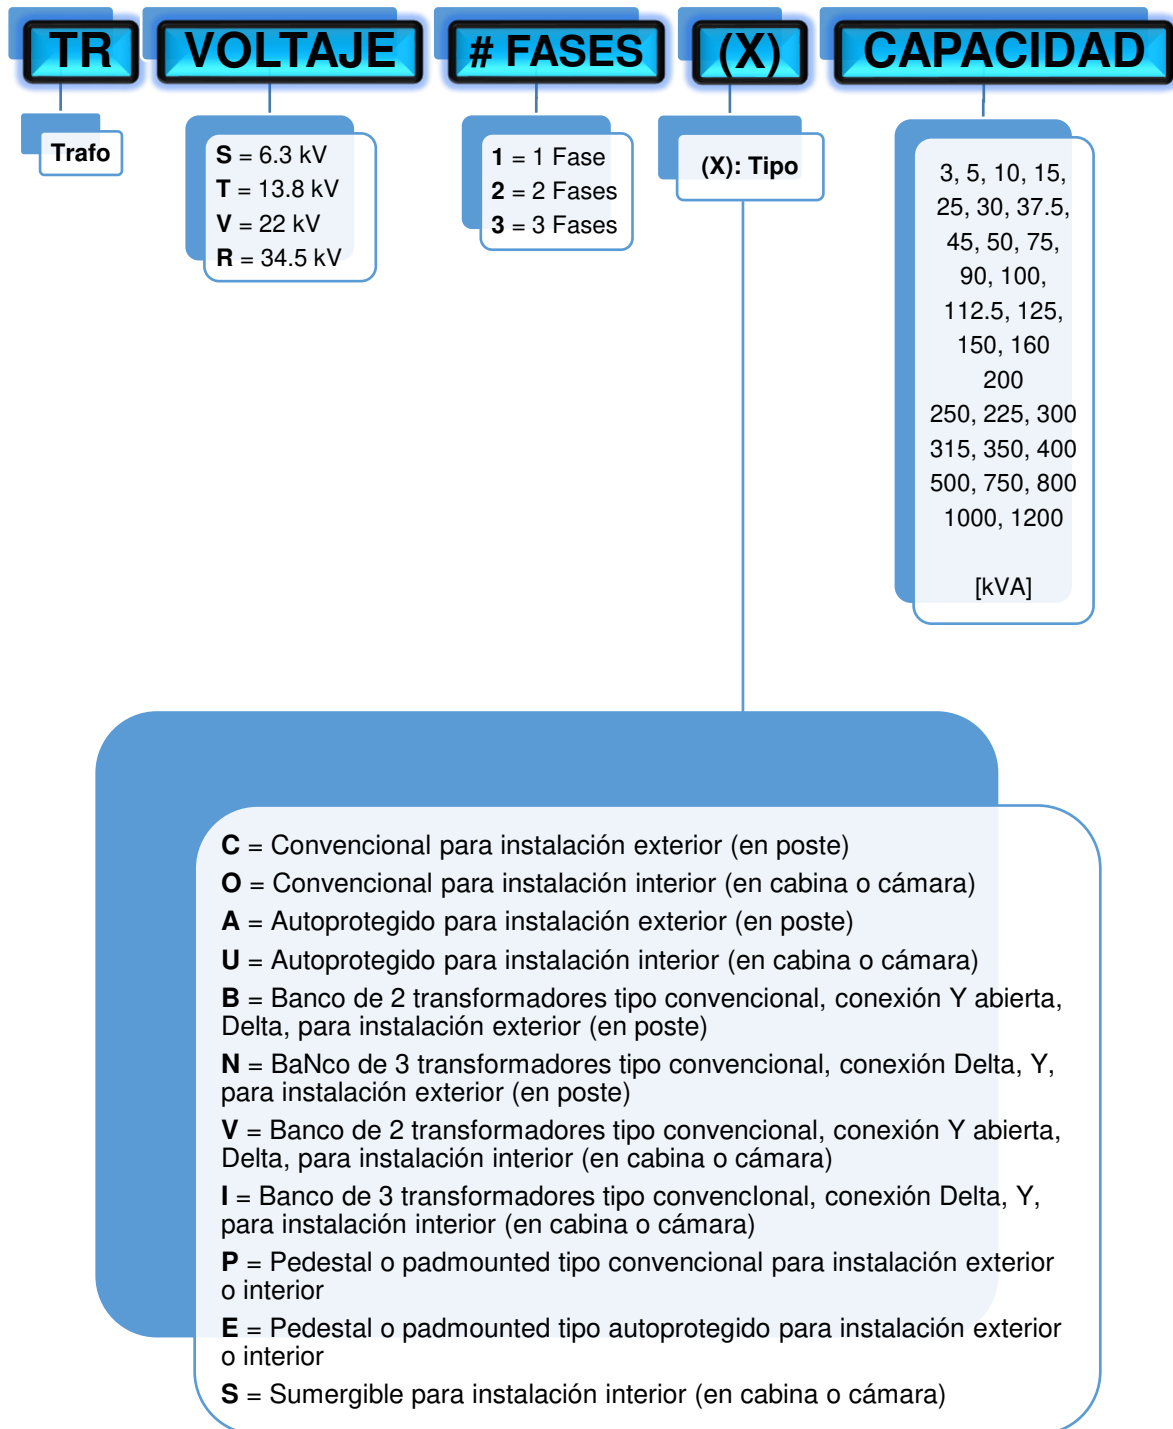 TR VOLTAJE # FASES (X) CAPACIDAD
Trafo
S = 6.3 kV
T = 13.8 kV
V = 22 kV
R = 34.5 kV
1 = 1 Fase
2 = 2 Fases
3 = 3 Fases
(X): Tipo
3, 5, 10, 15,
25, 30, 37.5,
45, 50, 75,
90, 100,
112.5, 125,
150, 160
200
250, 225, 300
315, 350, 400
500, 750, 800
1000, 1200
[kVA]
C = Convencional para instalación exterior (en poste)
O = Convencional para instalación interior (en cabina o cámara)
A = Autoprotegido para instalación exterior (en poste)
U = Autoprotegido para instalación interior (en cabina o cámara)
B = Banco de 2 transformadores tipo convencional, conexión Y abierta,
Delta, para instalación exterior (en poste)
N = BaNco de 3 transformadores tipo convencional, conexión Delta, Y,
para instalación exterior (en poste)
V = Banco de 2 transformadores tipo convencional, conexión Y abierta,
Delta, para instalación interior (en cabina o cámara)
I = Banco de 3 transformadores tipo convencIonal, conexión Delta, Y,
para instalación interior (en cabina o cámara)
P = Pedestal o padmounted tipo convencional para instalación exterior
o interior
E = Pedestal o padmounted tipo autoprotegido para instalación exterior
o interior
S = Sumergible para instalación interior (en cabina o cámara)